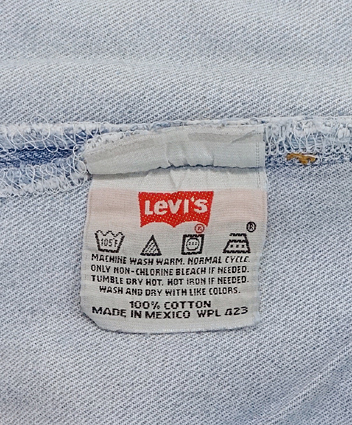 LEVI'S
®
105F
®
MACHINE WASH WARM. NORMAL CYCLE.
ONLY NON-CHLORINE BLEACH IF NEEDED.
TUMBLE DRY HOT. HOT IRON IF NEEDED.
WASH AND DRY WITH LIKE COLORS.
100% COTTON
MADE IN MEXICO WPL 423